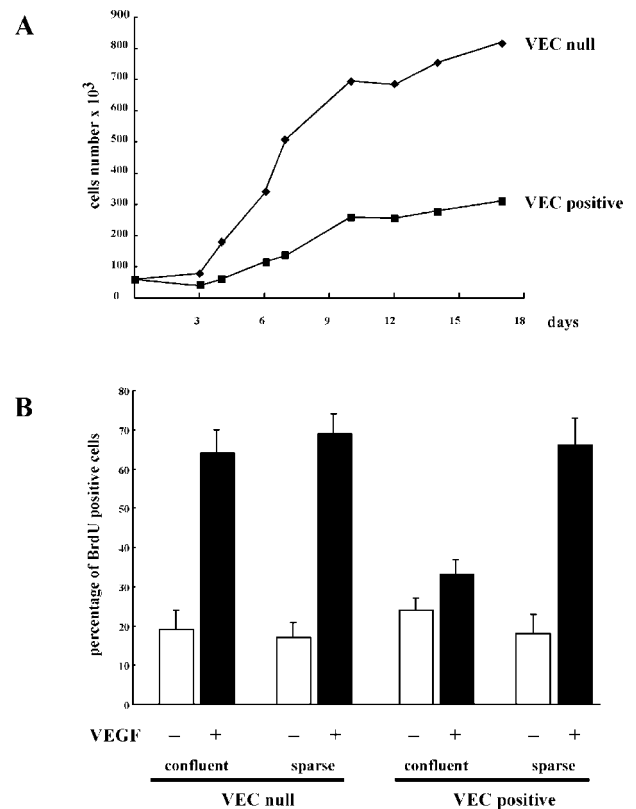 A
900
VEC null
800
700
600
500
400
300
VEC positive
200
100
0
cells number x 10³
3 6 9 12 15 18 days
B
80
70
60
50
40
30
20
10
0
percentage of BrdU positive cells
VEGF – + – + – + – +
confluent sparse confluent sparse
VEC null VEC positive